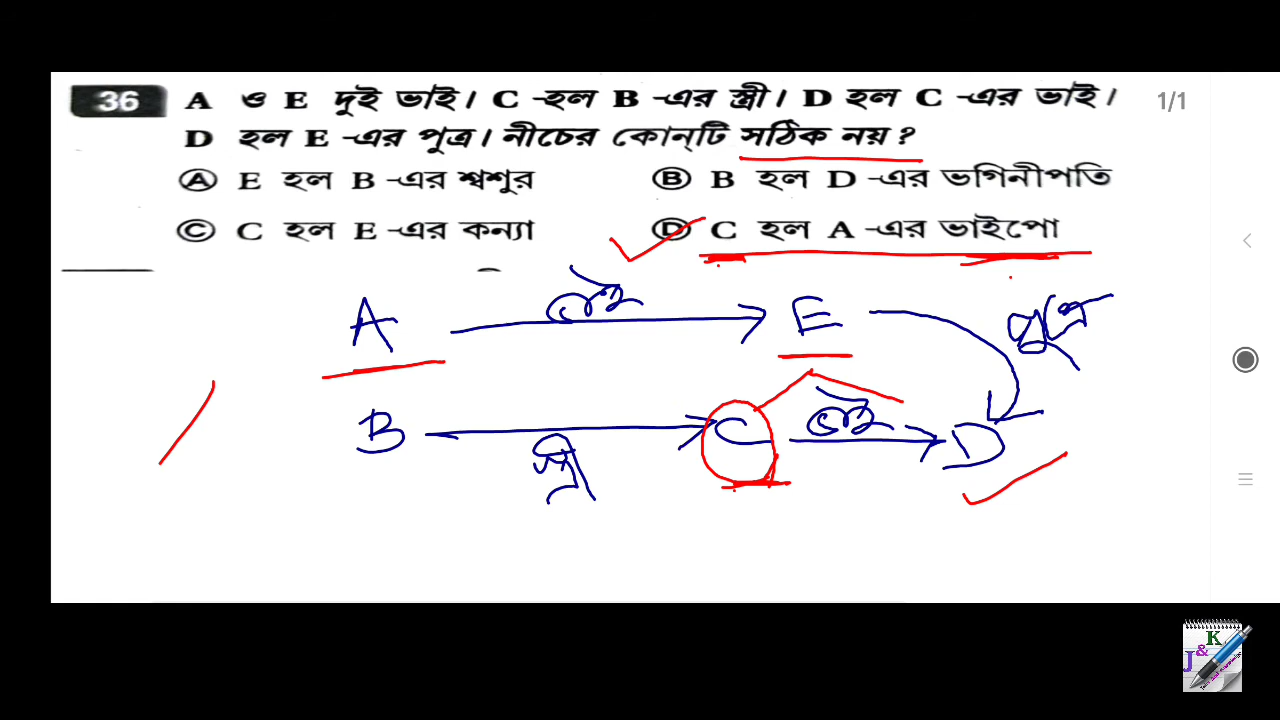 36 A ও E দুই ভাই। C -হল B -এর স্ত্রী। D হল C -এর ভাই।
1/1
D হল E -এর পুত্র। নীচের কোন্‌টি সঠিক নয় ?
A E হল B -এর শ্বশুর B B হল D -এর ভগিনীপতি
C C হল E -এর কন্যা D C হল A -এর ভাইপো
A ভাই E পুত্র
B স্ত্রী C ভাই D
J&K